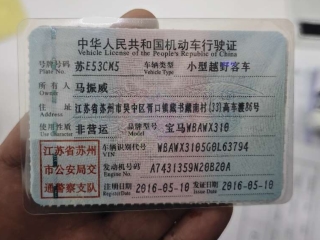 中华人民共和国机动车行驶证
Vehicle License of the People's Republic of China
号牌号码 苏E53CM5 车辆类型 小型越野客车
Plate No. Vehicle Type
所有人 马振威
Owner
住址 江苏省苏州市吴中区胥口镇藏书藏南村(33)高车渡86号
Address
使用性质 非营运 品牌型号 宝马WBAWX310
Use Character Model
江苏省苏州 车辆识别代号 WBAWX3105G0L63794
VIN
市公安局交 发动机号码 A7431359N20B20A
Engine No.
通警察支队 注册日期 2016-05-10 发证日期 2016-05-10
Register Date Issue Date